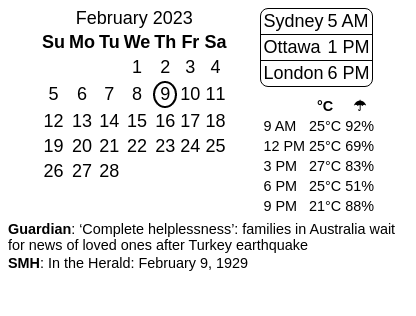 February 2023
Su Mo Tu We Th Fr Sa
1 2 3 4
5 6 7 8 9 10 11
12 13 14 15 16 17 18
19 20 21 22 23 24 25
26 27 28
Sydney 5 AM
Ottawa 1 PM
London 6 PM
°C ☂
9 AM 25°C 92%
12 PM 25°C 69%
3 PM 27°C 83%
6 PM 25°C 51%
9 PM 21°C 88%
Guardian: ‘Complete helplessness’: families in Australia wait
for news of loved ones after Turkey earthquake
SMH: In the Herald: February 9, 1929